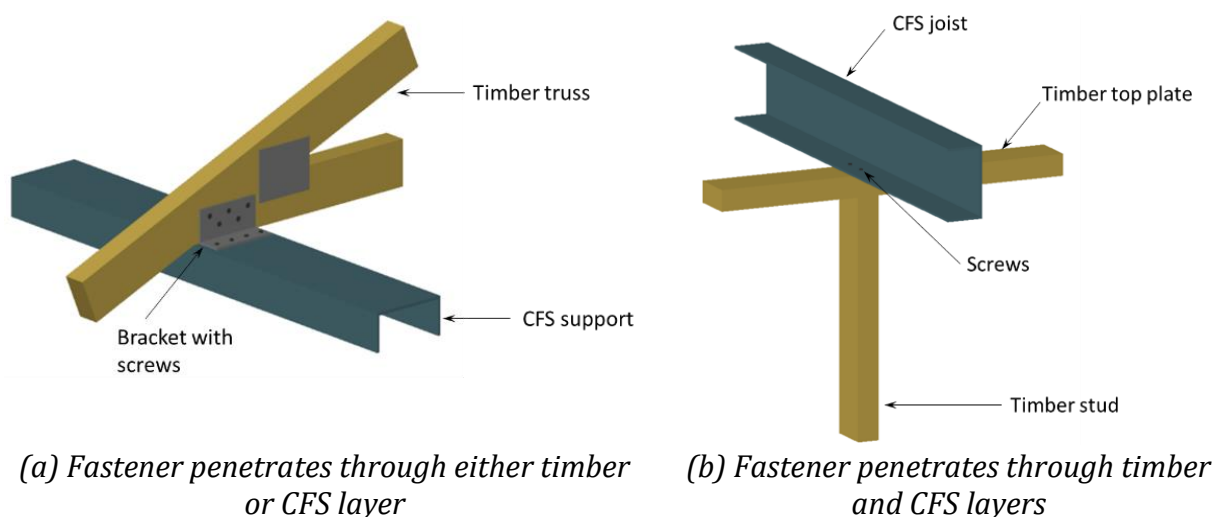 Timber truss
Bracket with
screws
CFS support
(a) Fastener penetrates through either timber
or CFS layer
CFS joist
Timber top plate
Screws
Timber stud
(b) Fastener penetrates through timber
and CFS layers